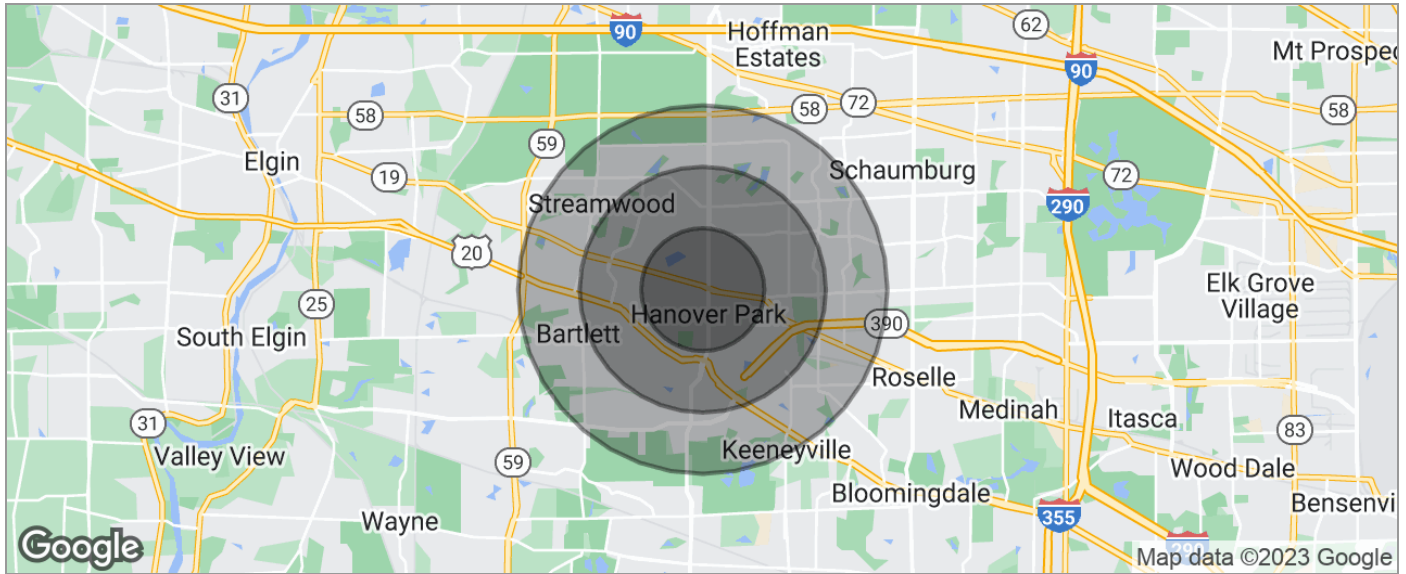 62
90
Hoffman
Estates
Mt Prospec
90
31
58
72
58
58
59
Elgin
19
Schaumburg
72
Streamwood
290
20
Elk Grove
Village
25
Hanover Park
390
South Elgin
Bartlett
Roselle
Medinah
Itasca
31
83
Keeneyville
Valley View
59
Wood Dale
Bloomingdale
Bensenvi
355
Wayne
290
Google
Map data ©2023 Google